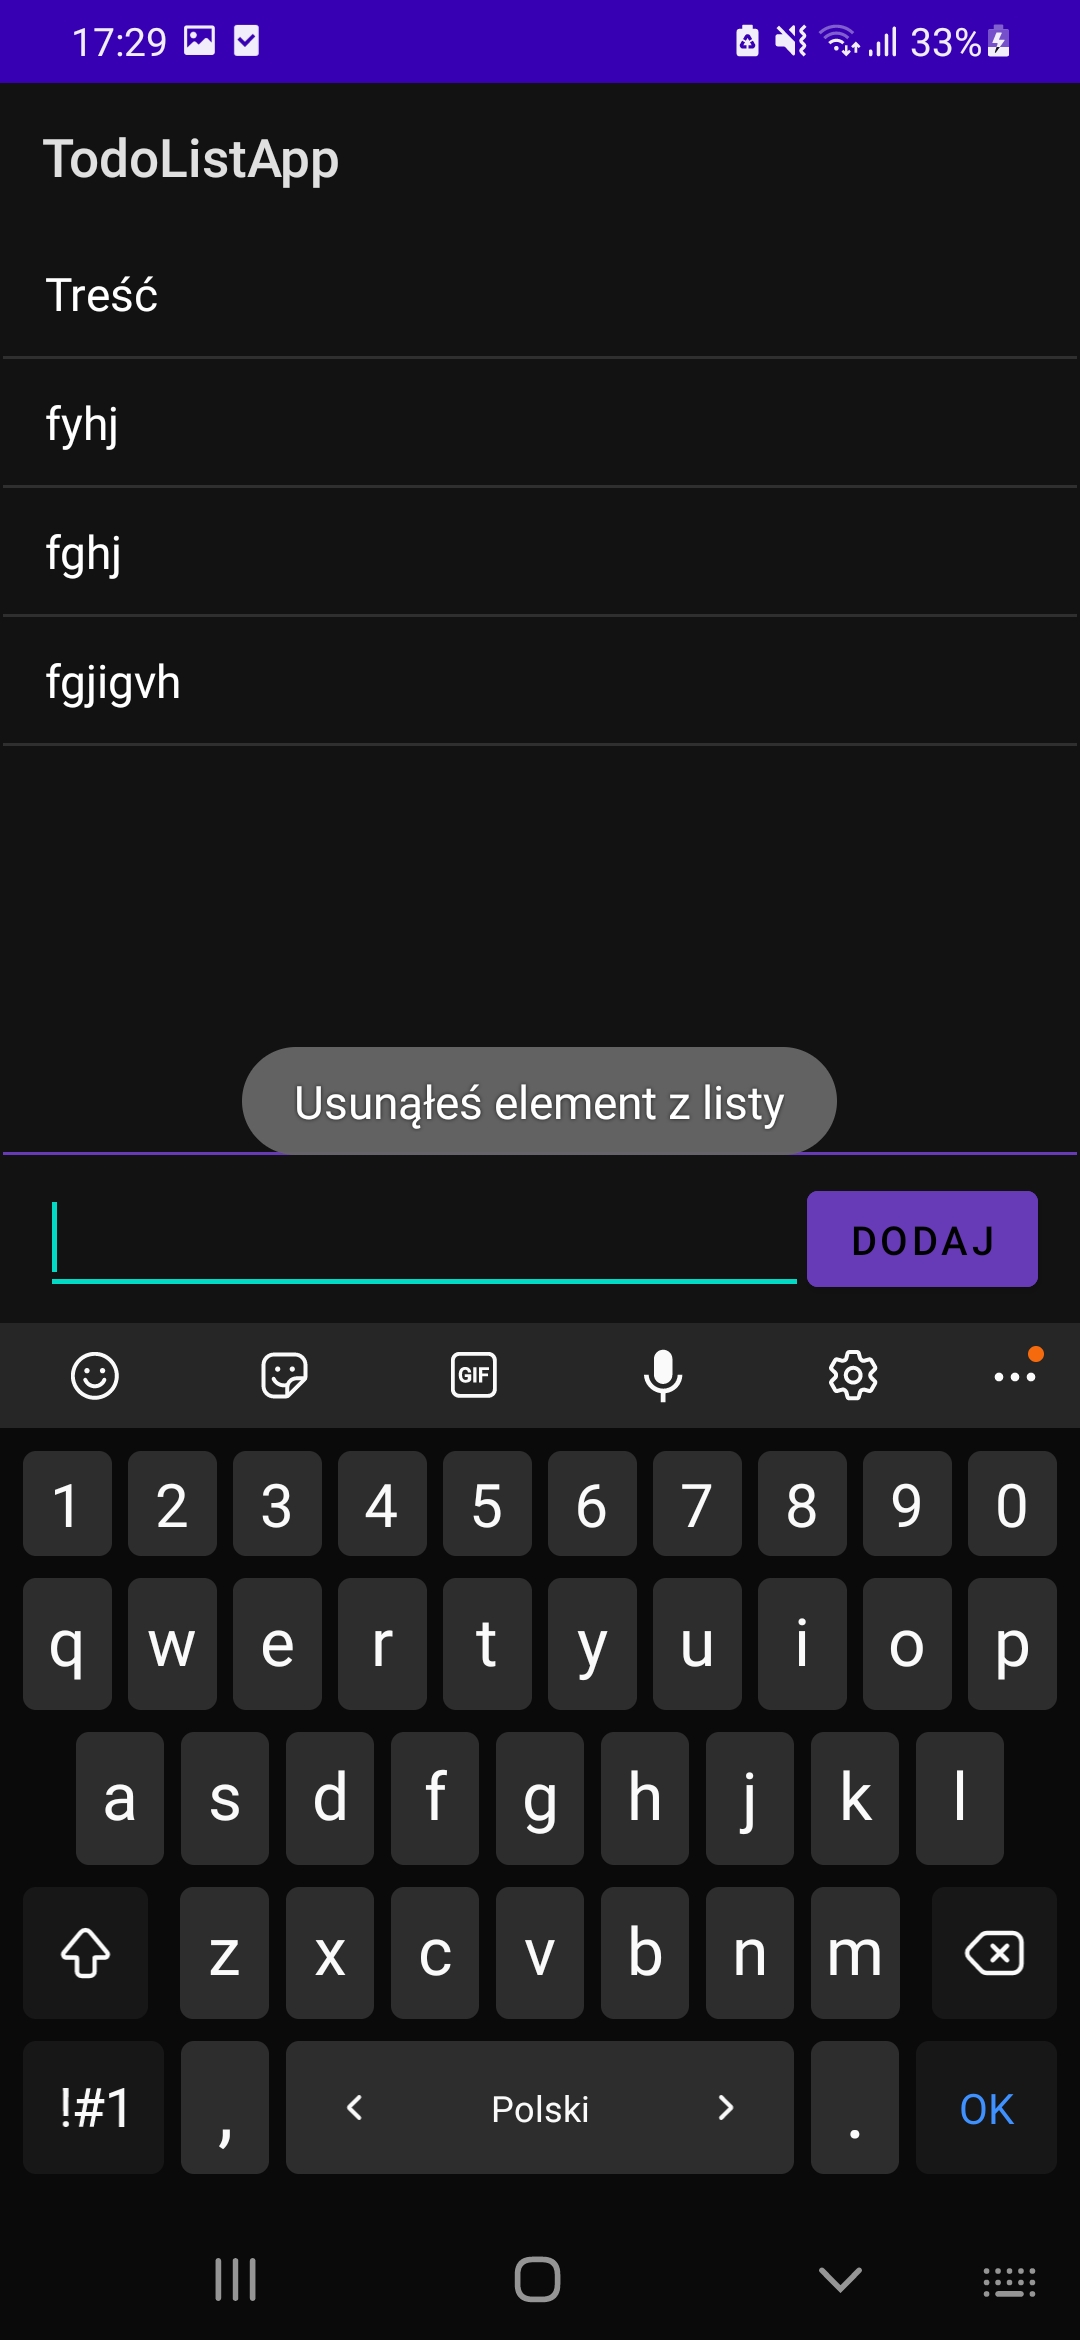 17:29 33%
TodoListApp
Treść
fyhj
fghj
fgjigvh
Usunąłeś element z listy
DODAJ
GIF
1 2 3 4 5 6 7 8 9 0
q w e r t y u i o p
a s d f g h j k l
z x c v b n m
!#1 , < Polski > . OK